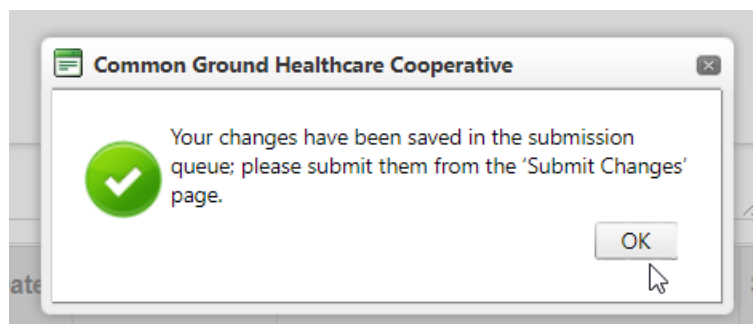 Common Ground Healthcare Cooperative
Your changes have been saved in the submission
queue; please submit them from the ‘Submit Changes’
page.
OK
ate